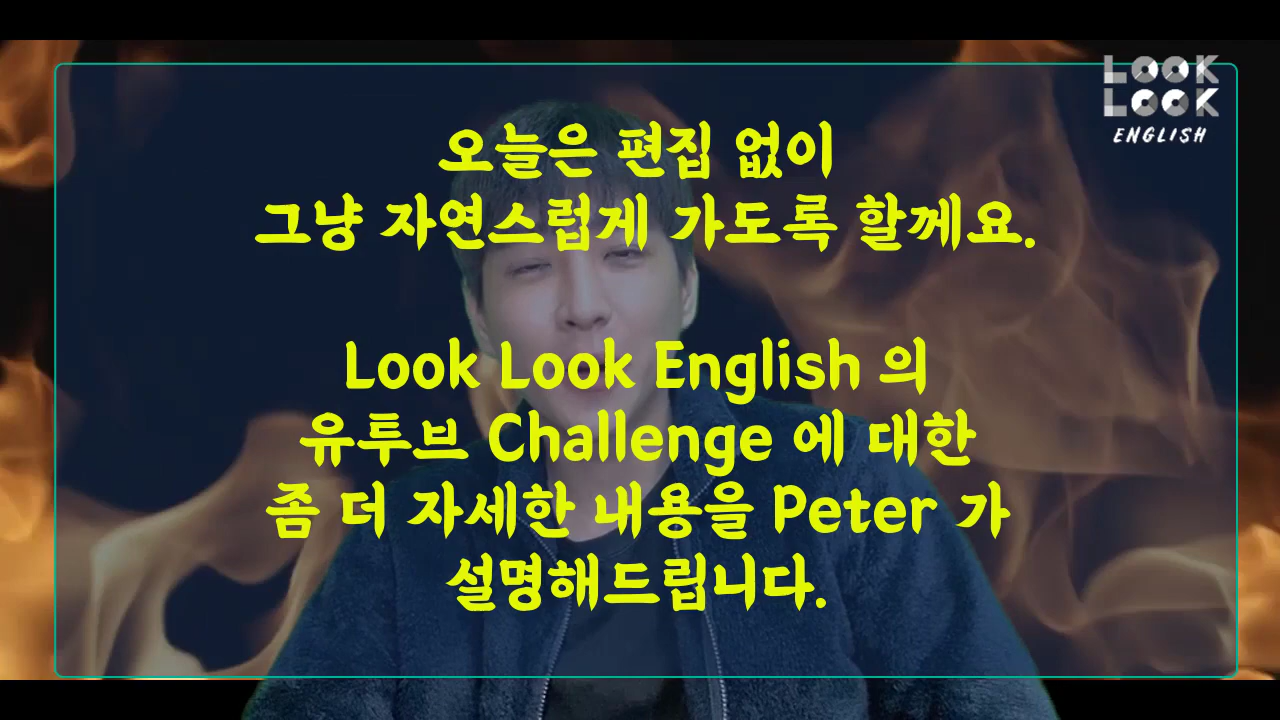 LOOK
LOOK
ENGLISH
오늘은 편집 없이
그냥 자연스럽게 가도록 할께요.
Look Look English 의
유투브 Challenge 에 대한
좀 더 자세한 내용을 Peter 가
설명해드립니다.